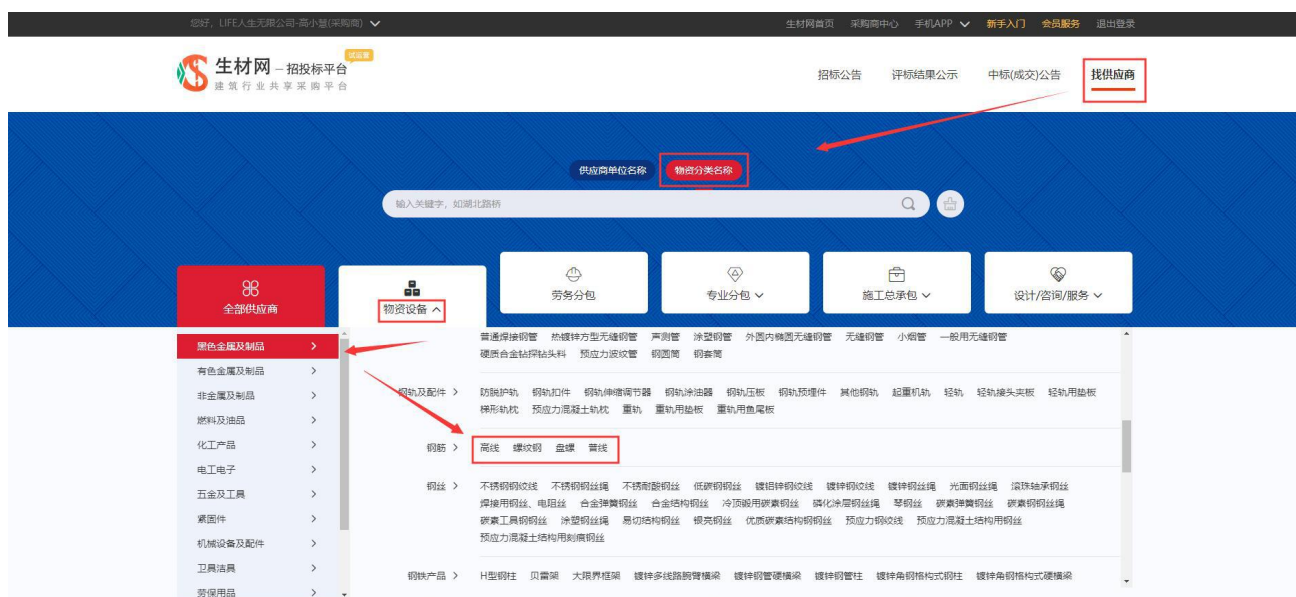 您好，LIFE人生无限公司-高小慧(采购商)
生材网首页 采购商中心 手机APP 新手入门 会员服务 退出登录
生材网 – 招投标平台 试运营
建筑行业共享采购平台
招标公告 评标结果公示 中标(成交)公告 找供应商
供应商单位名称 物资分类名称
输入关键字，如湖北路桥
全部供应商 物资设备 劳务分包 专业分包 施工总承包 设计/咨询/服务
黑色金属及制品
有色金属及制品
非金属及制品
燃料及油品
化工产品
电工电子
五金及工具
紧固件
机械设备及配件
卫具洁具
劳保用品
普通焊接钢管 热镀锌方型无缝钢管 声测管 涂塑钢管 外圆内椭圆无缝钢管 无缝钢管 小烟管 一般用无缝钢管
硬质合金钻探钻头料 预应力波纹管 钢圆筒 钢套筒
钢轨及配件 防脱护轨 钢轨扣件 钢轨伸缩调节器 钢轨涂油器 钢轨压板 钢轨预埋件 其他钢轨 起重机轨 轻轨 轻轨接头夹板 轻轨用垫板
梯形轨枕 预应力混凝土轨枕 重轨 重轨用垫板 重轨用鱼尾板
钢筋 高线 螺纹钢 盘螺 普线
钢丝 不锈钢钢绞线 不锈钢钢丝绳 不锈耐酸钢丝 低碳钢钢丝 镀铝锌钢绞线 镀锌钢绞线 镀锌钢丝绳 光面钢丝绳 滚珠轴承钢丝
焊接用钢丝、电阻丝 合金弹簧钢丝 合金结构钢丝 冷顶锻用碳素钢丝 磷化涂层钢丝绳 琴钢丝 碳素弹簧钢丝 碳素钢钢丝绳
碳素工具钢钢丝 涂塑钢丝绳 易切结构钢丝 银亮钢丝 优质碳素结构钢钢丝 预应力钢绞线 预应力混凝土结构用钢丝
预应力混凝土结构用刻痕钢丝
钢铁产品 H型钢柱 贝雷架 大限界框架 镀锌多线路腕臂横梁 镀锌钢管硬横梁 镀锌钢管柱 镀锌角钢格构式钢柱 镀锌角钢格构式硬横梁